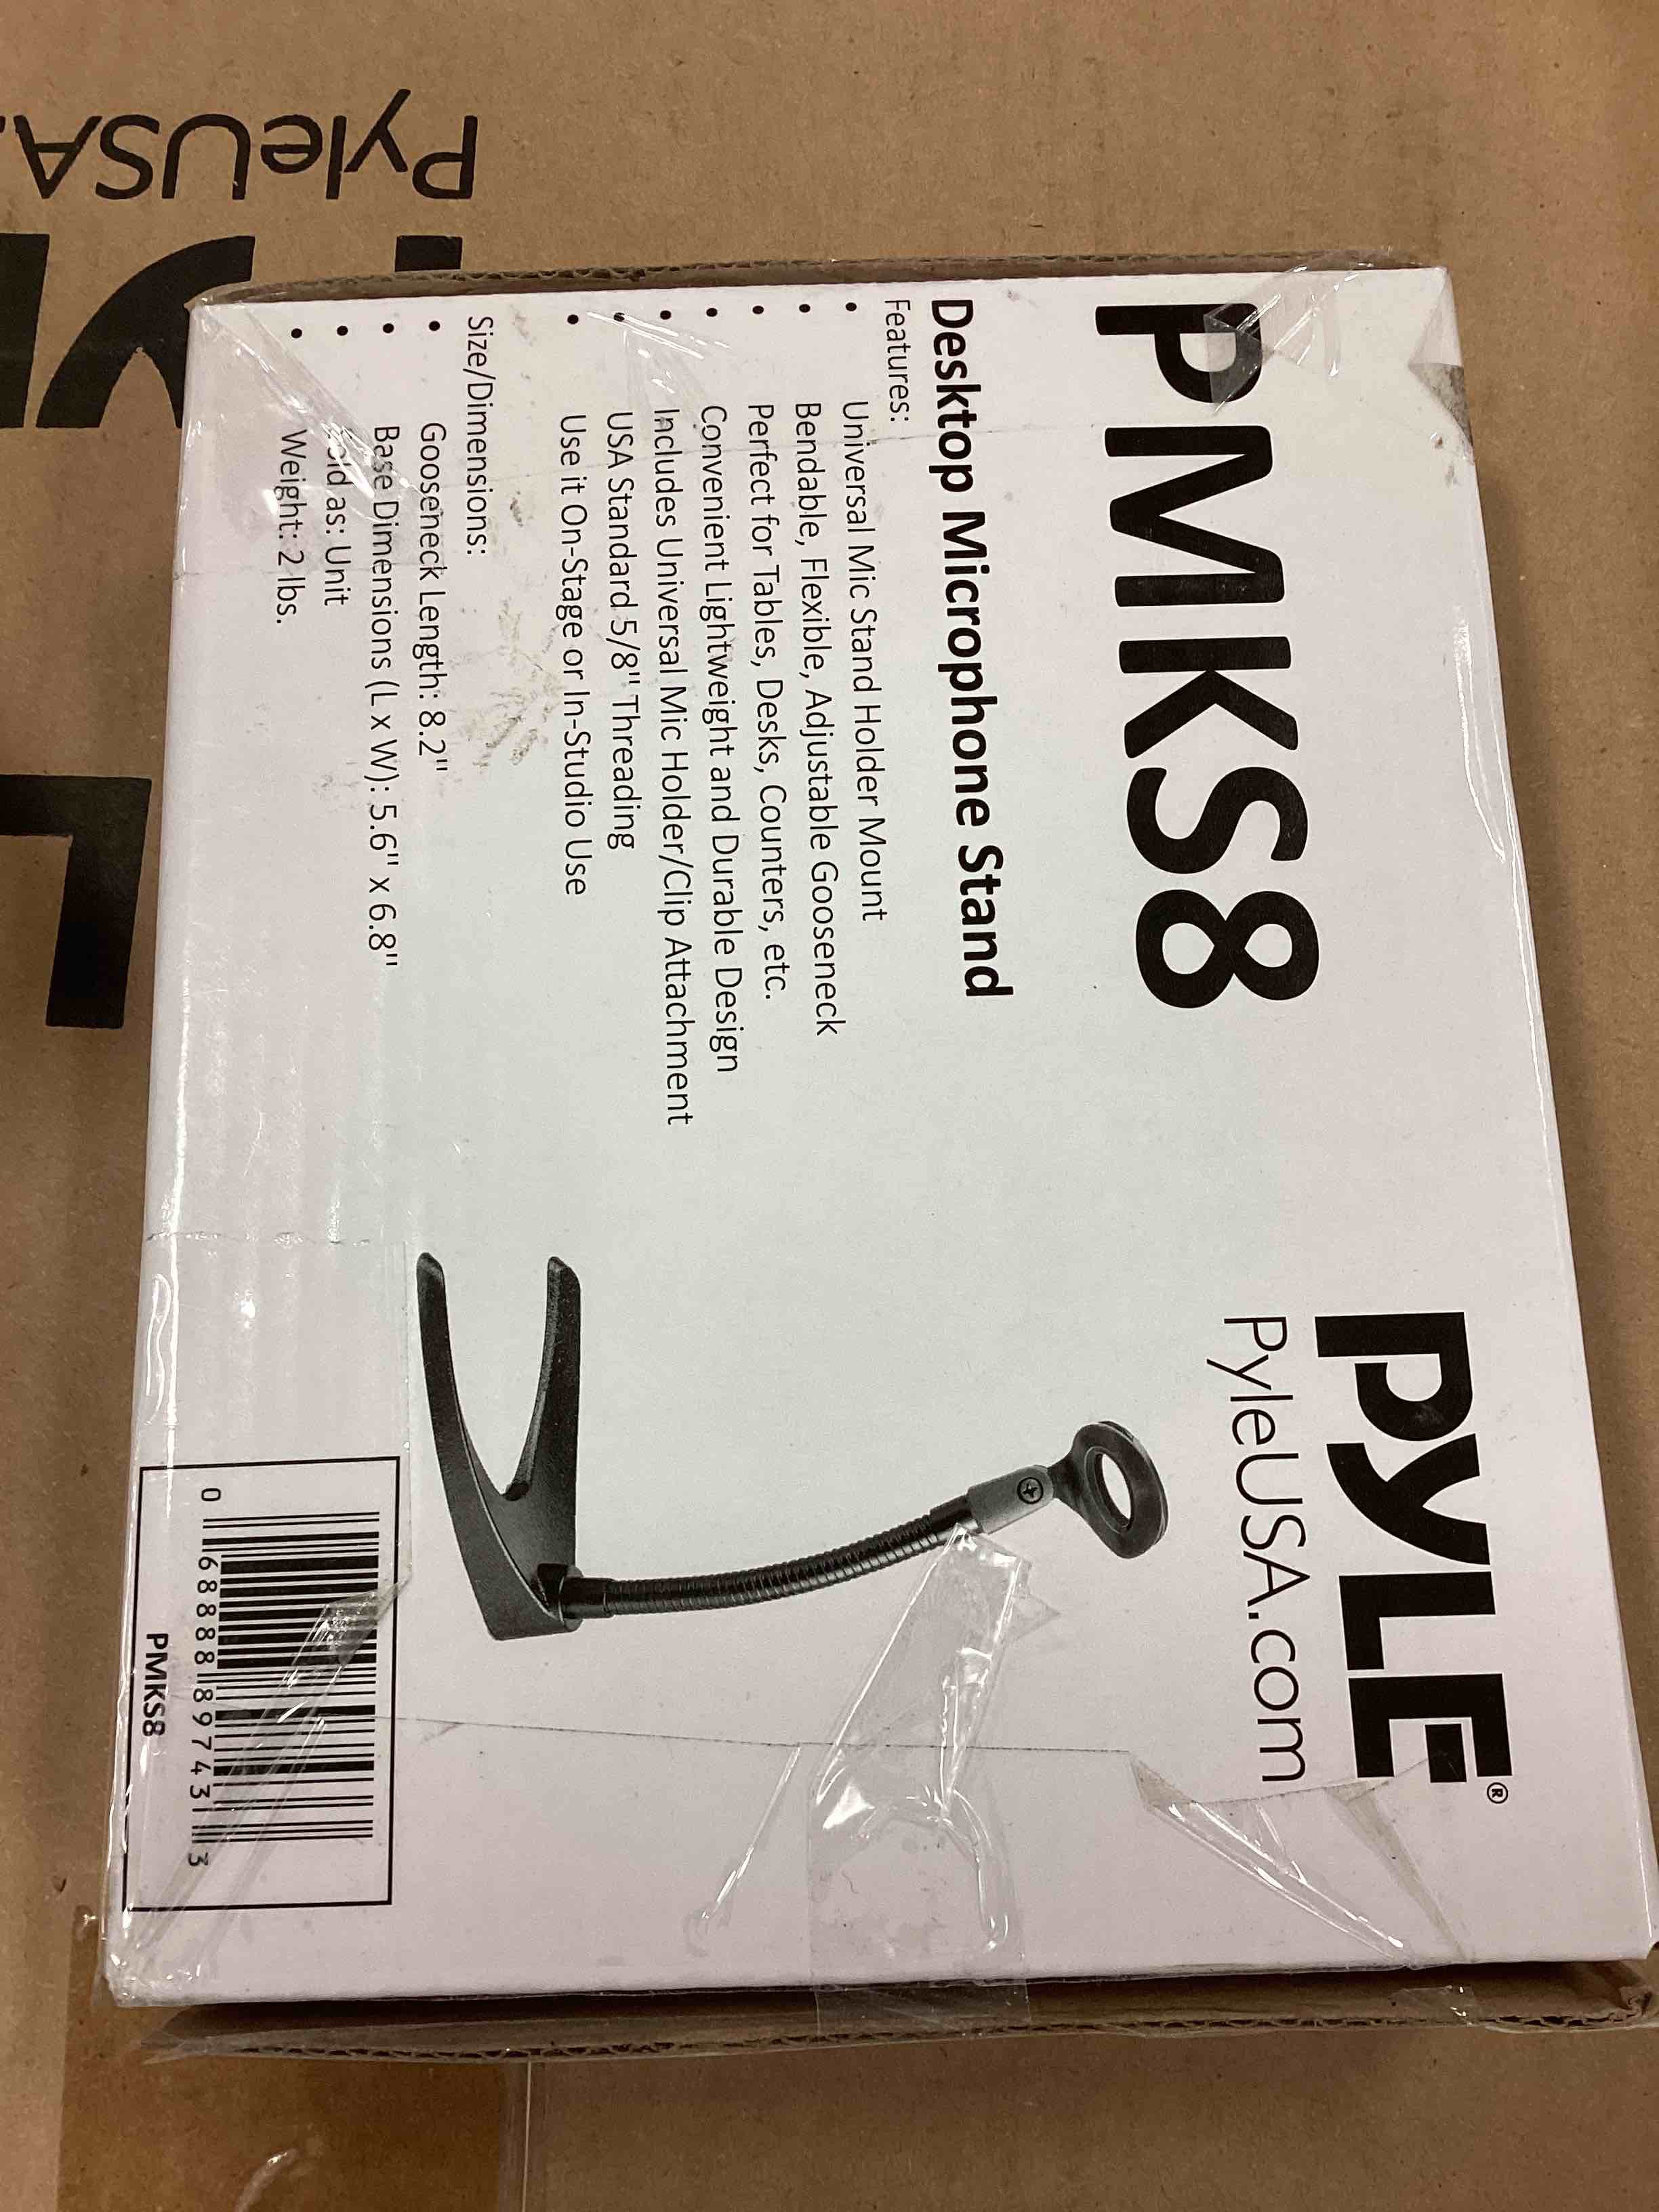 PyleUSA.
PMKS8
PYLE®
PyleUSA.com
Desktop Microphone Stand
Features:
• Universal Mic Stand Holder Mount
• Bendable, Flexible, Adjustable Gooseneck
• Perfect for Tables, Desks, Counters, etc.
• Convenient Lightweight and Durable Design
• Includes Universal Mic Holder/Clip Attachment
• USA Standard 5/8" Threading
• Use it On-Stage or In-Studio Use
Size/Dimensions:
• Gooseneck Length: 8.2"
• Base Dimensions (L x W): 5.6" x 6.8"
• Sold as: Unit
• Weight: 2 lbs.
0 68888 89743 3
PMKS8